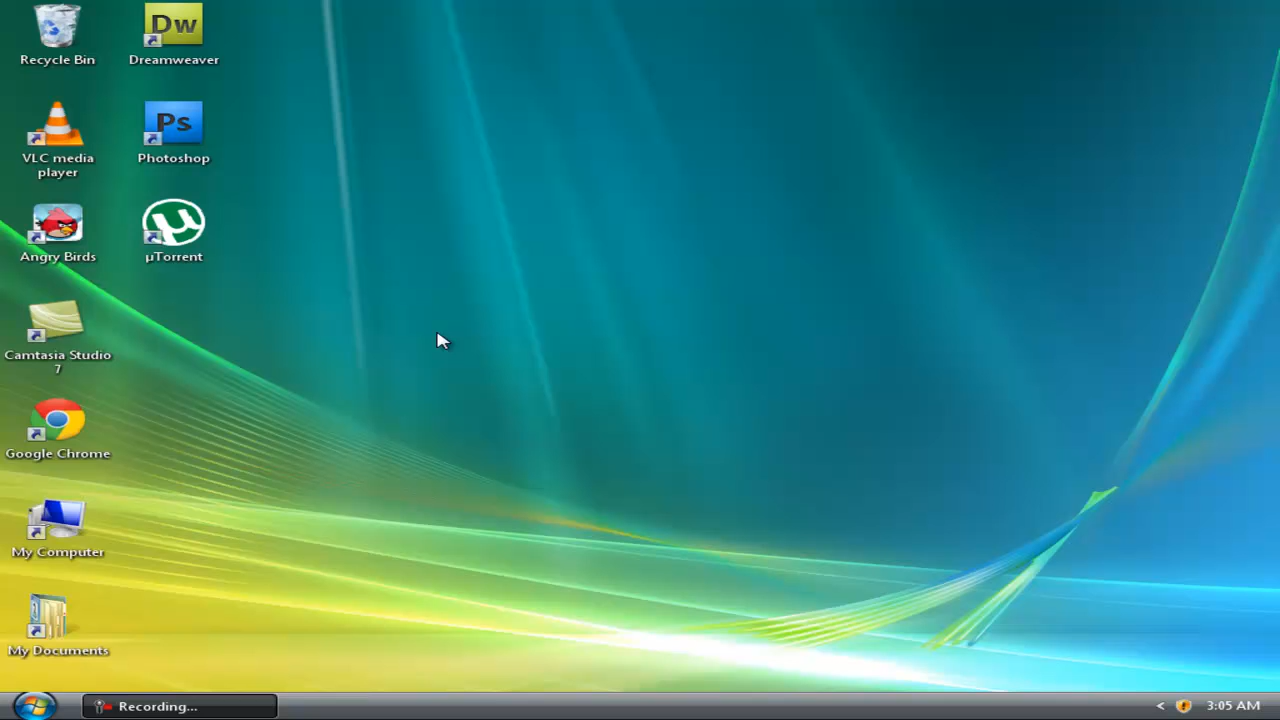 Recycle Bin
Dw
Dreamweaver
VLC media
player
Ps
Photoshop
Angry Birds
µ
µTorrent
Camtasia Studio
7
Google Chrome
My Computer
My Documents
Recording...
<
3:05 AM